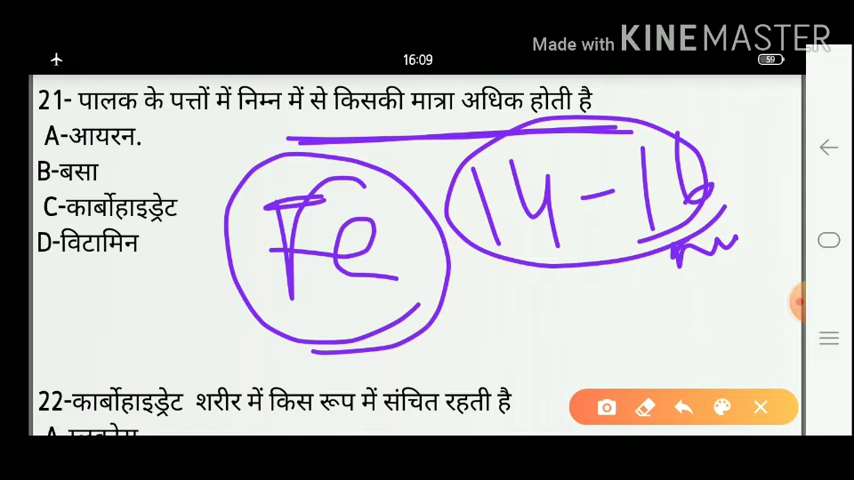 Made with KINEMASTER
16:09
59
21- पालक के पत्तों में निम्न में से किसकी मात्रा अधिक होती है
A-आयरन.
B-बसा
C-कार्बोहाइड्रेट
D-विटामिन
Fe
14-16
22-कार्बोहाइड्रेट शरीर में किस रूप में संचित रहती है